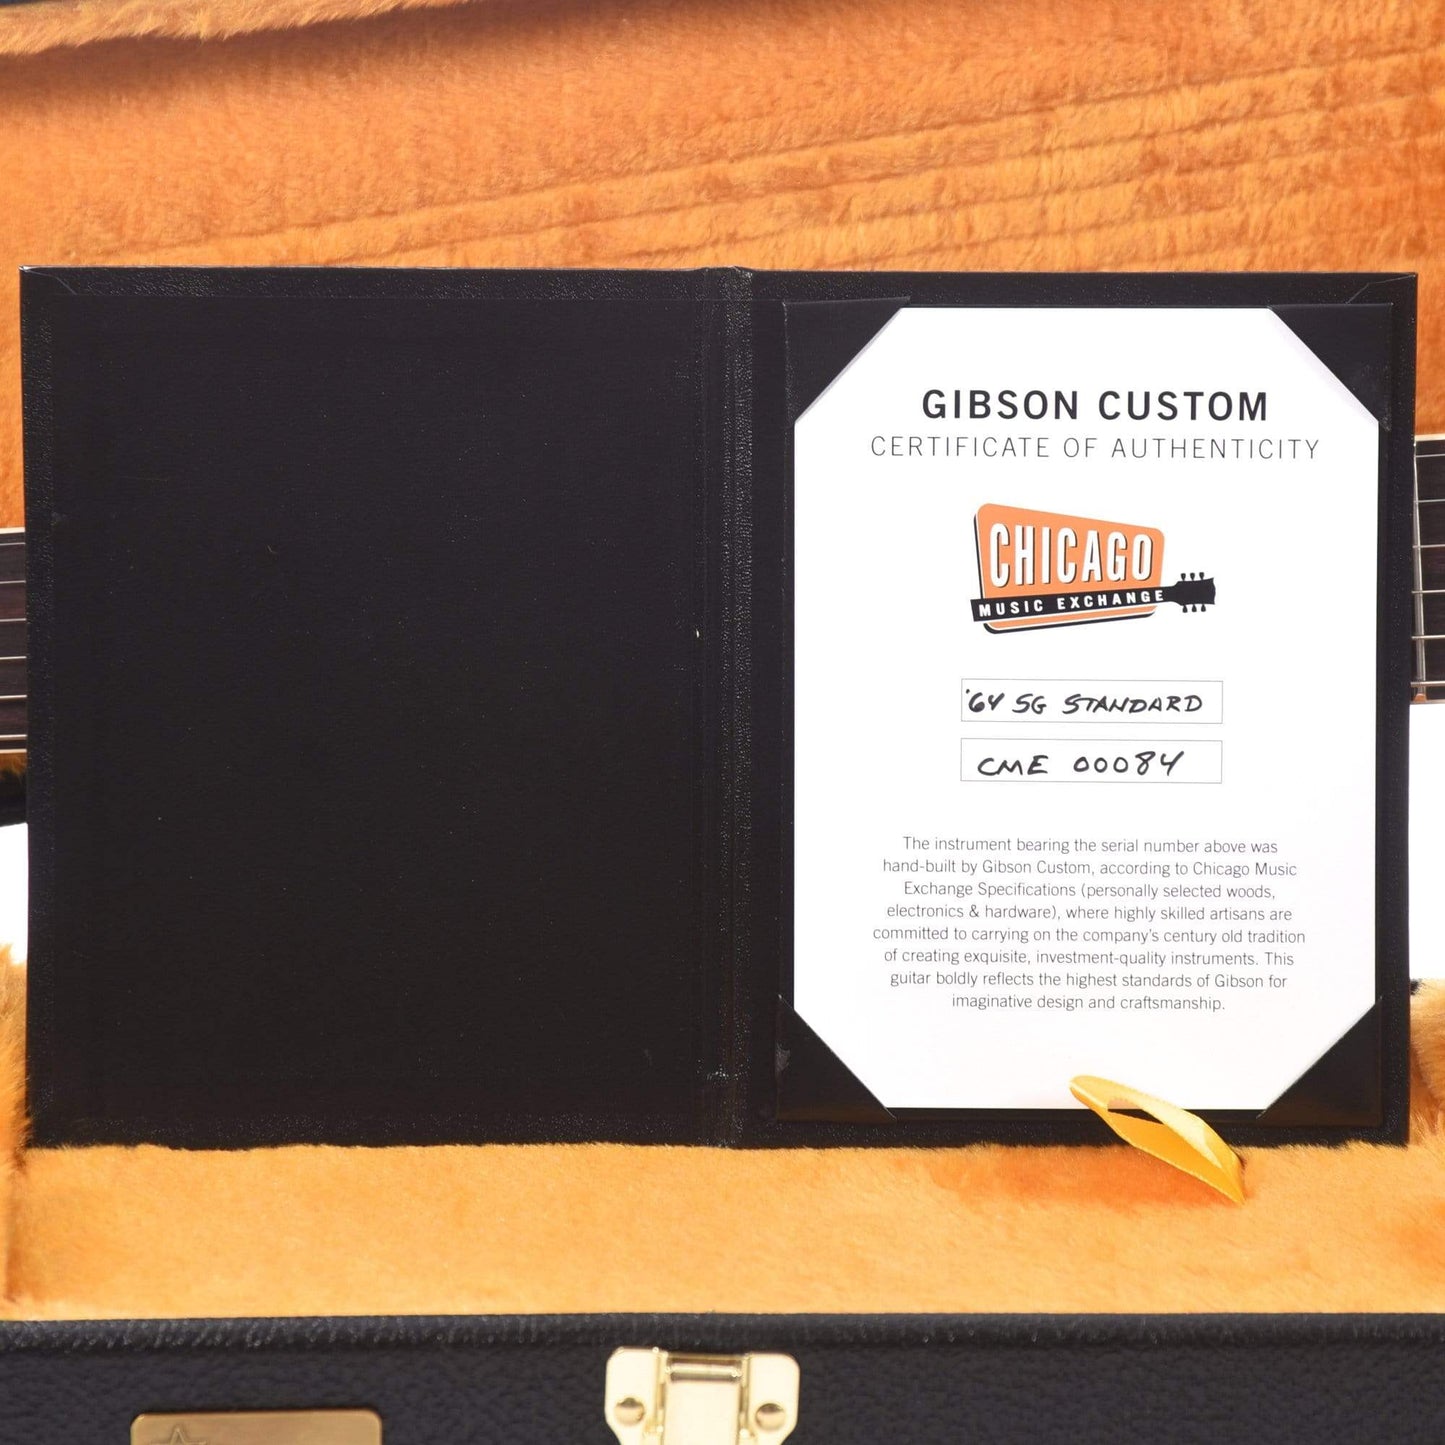 GIBSON CUSTOM
CERTIFICATE OF AUTHENTICITY
CHICAGO
MUSIC EXCHANGE
'64 SG STANDARD
CME 00084
The instrument bearing the serial number above was
hand-built by Gibson Custom, according to Chicago Music
Exchange Specifications (personally selected woods,
electronics & hardware), where highly skilled artisans are
committed to carrying on the company's century old tradition
of creating exquisite, investment-quality instruments. This
guitar boldly reflects the highest standards of Gibson for
imaginative design and craftsmanship.